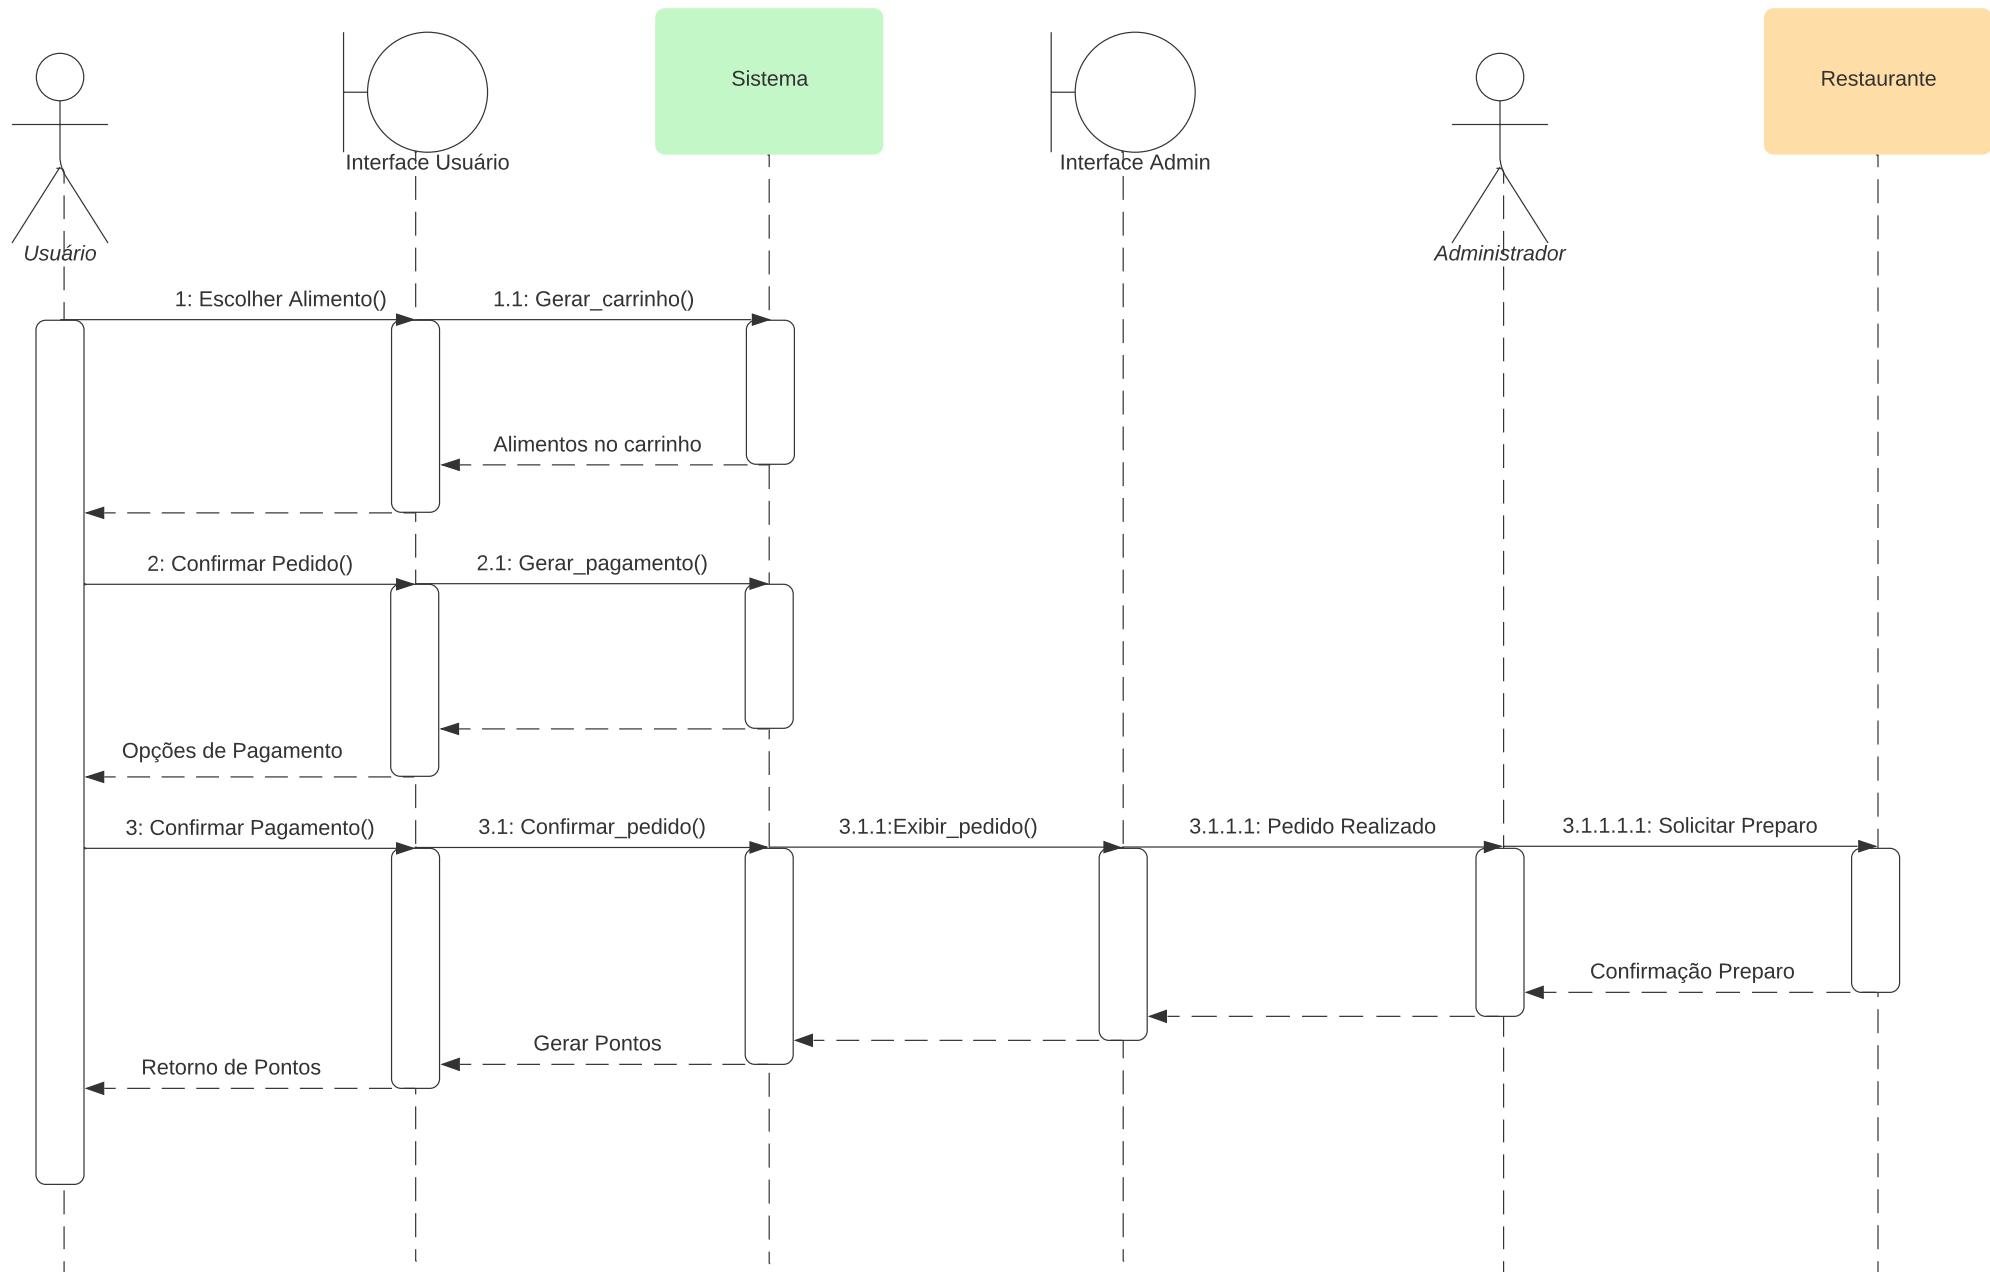 Sistema
Restaurante
Interface Usuário
Interface Admin
Usuário
Administrador
1: Escolher Alimento()
1.1: Gerar_carrinho()
Alimentos no carrinho
2: Confirmar Pedido()
2.1: Gerar_pagamento()
Opções de Pagamento
3: Confirmar Pagamento()
3.1: Confirmar_pedido()
3.1.1:Exibir_pedido()
3.1.1.1: Pedido Realizado
3.1.1.1.1: Solicitar Preparo
Confirmação Preparo
Gerar Pontos
Retorno de Pontos